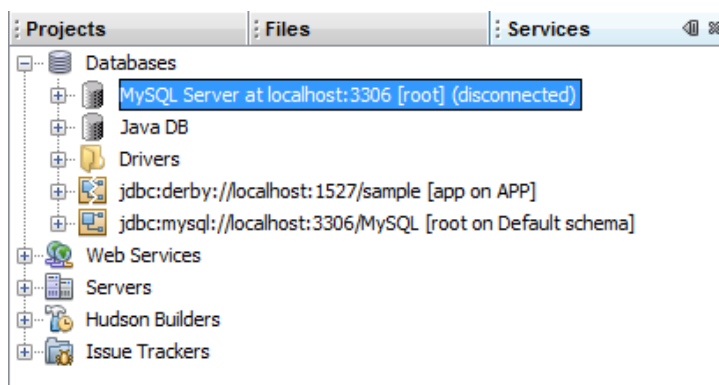 Projects Files Services
Databases
MySQL Server at localhost:3306 [root] (disconnected)
Java DB
Drivers
jdbc:derby://localhost:1527/sample [app on APP]
jdbc:mysql://localhost:3306/MySQL [root on Default schema]
Web Services
Servers
Hudson Builders
Issue Trackers